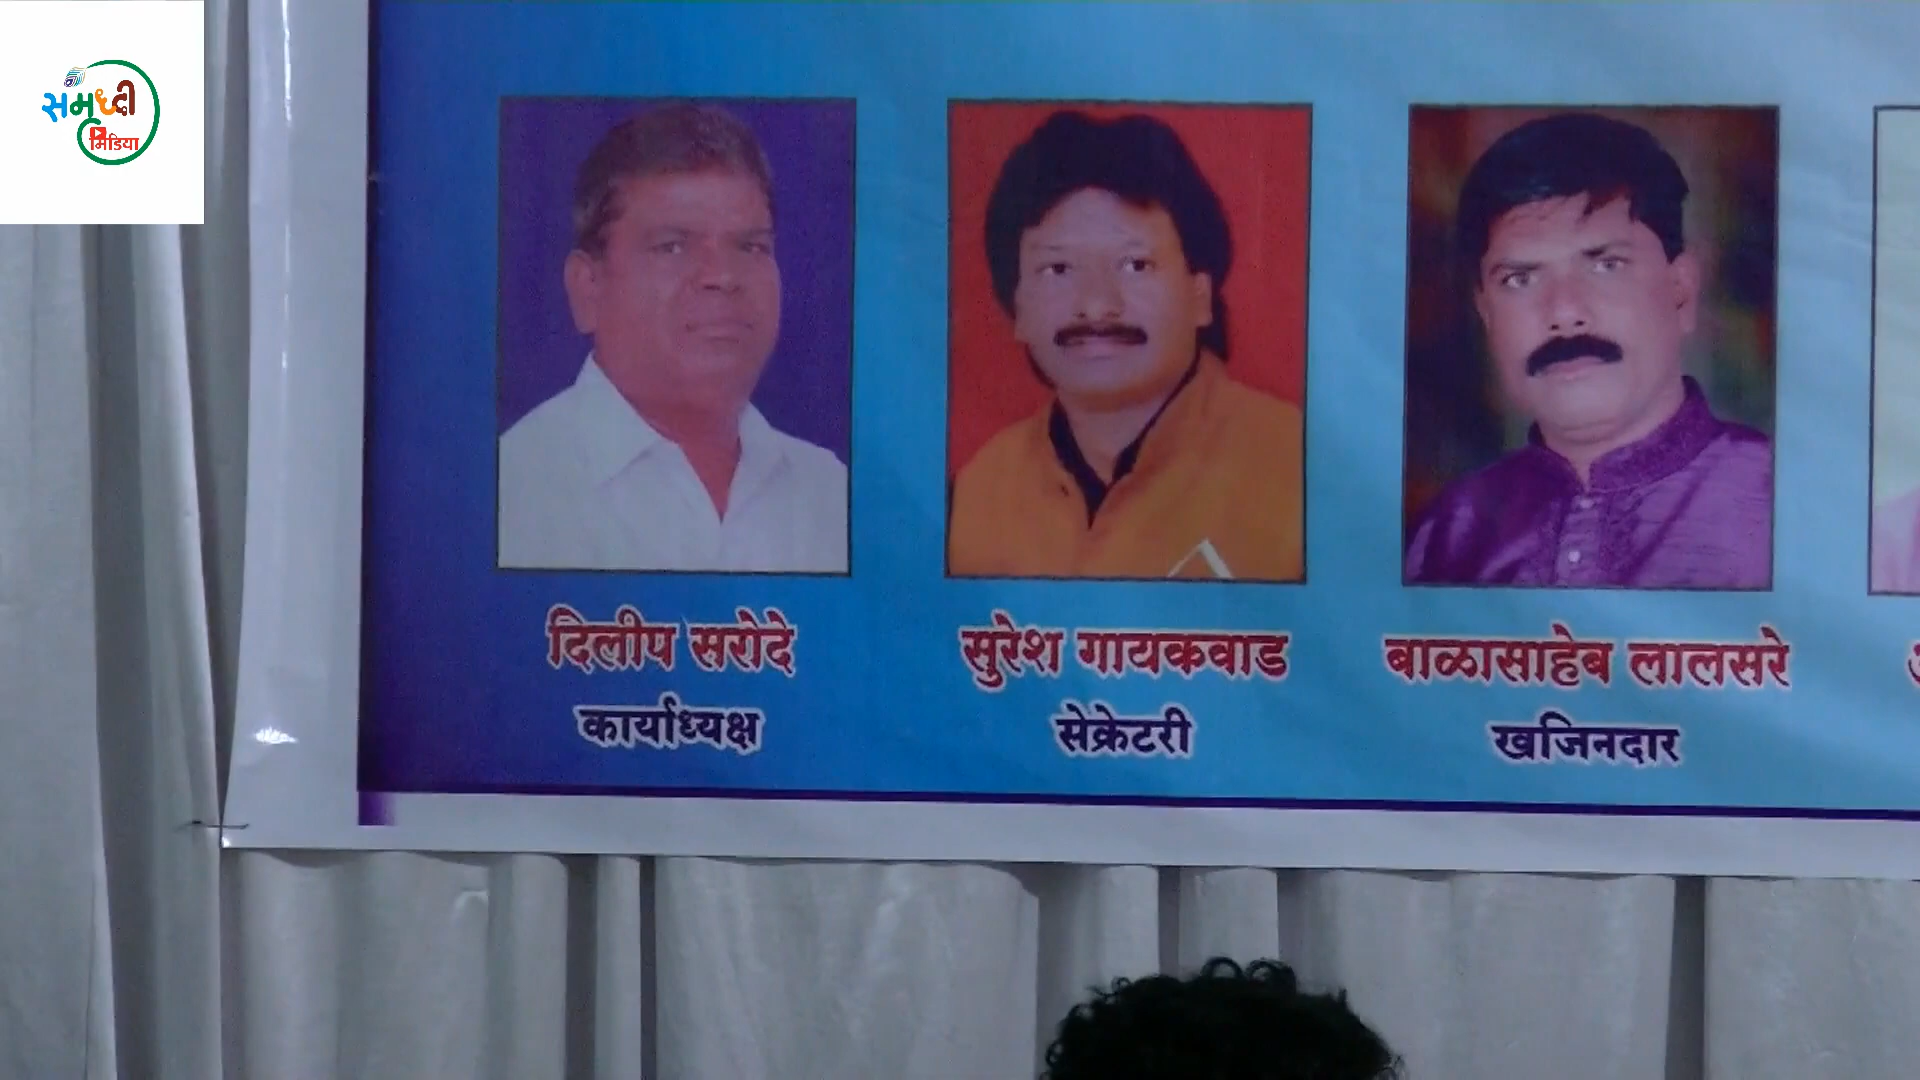 समृध्दी
मिडिया
दिलीप सरोदे
कार्याध्यक्ष
सुरेश गायकवाड
सेक्रेटरी
बाळासाहेब लालसरे
खजिनदार